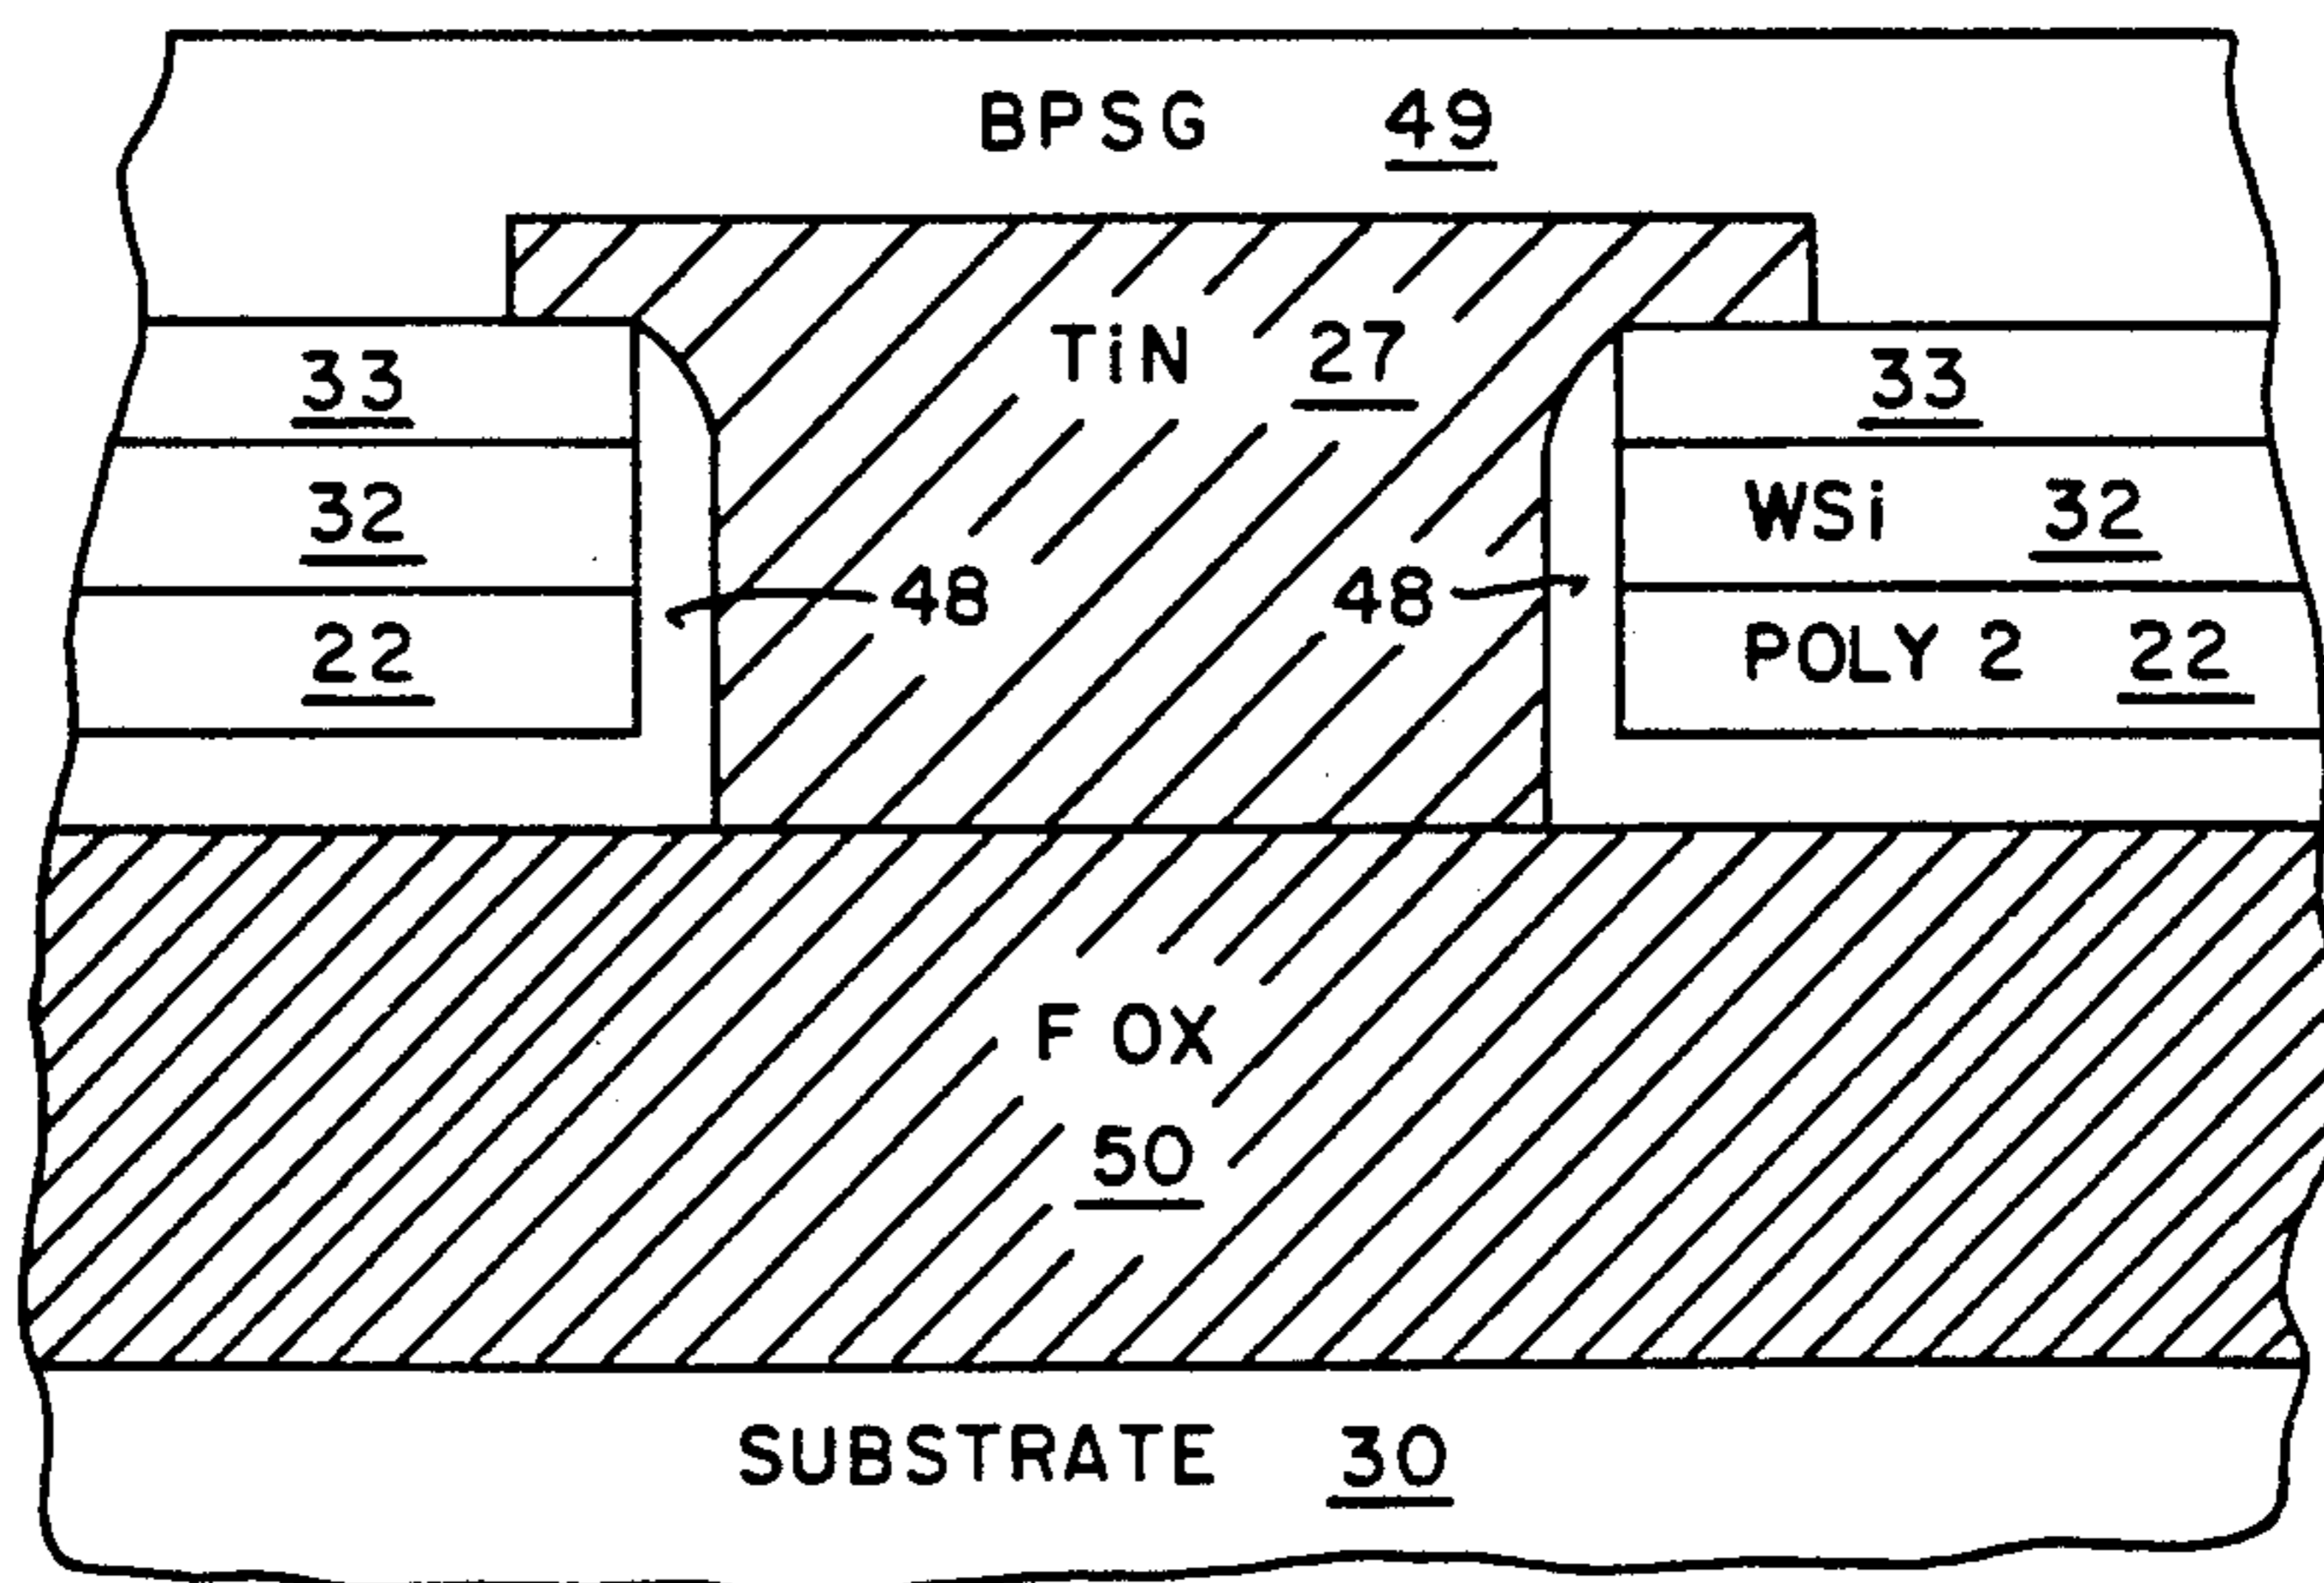 BPSG 49
TiN 27
33 33
32 WSi 32
48 48
22 POLY 2 22
F OX
50
SUBSTRATE 30